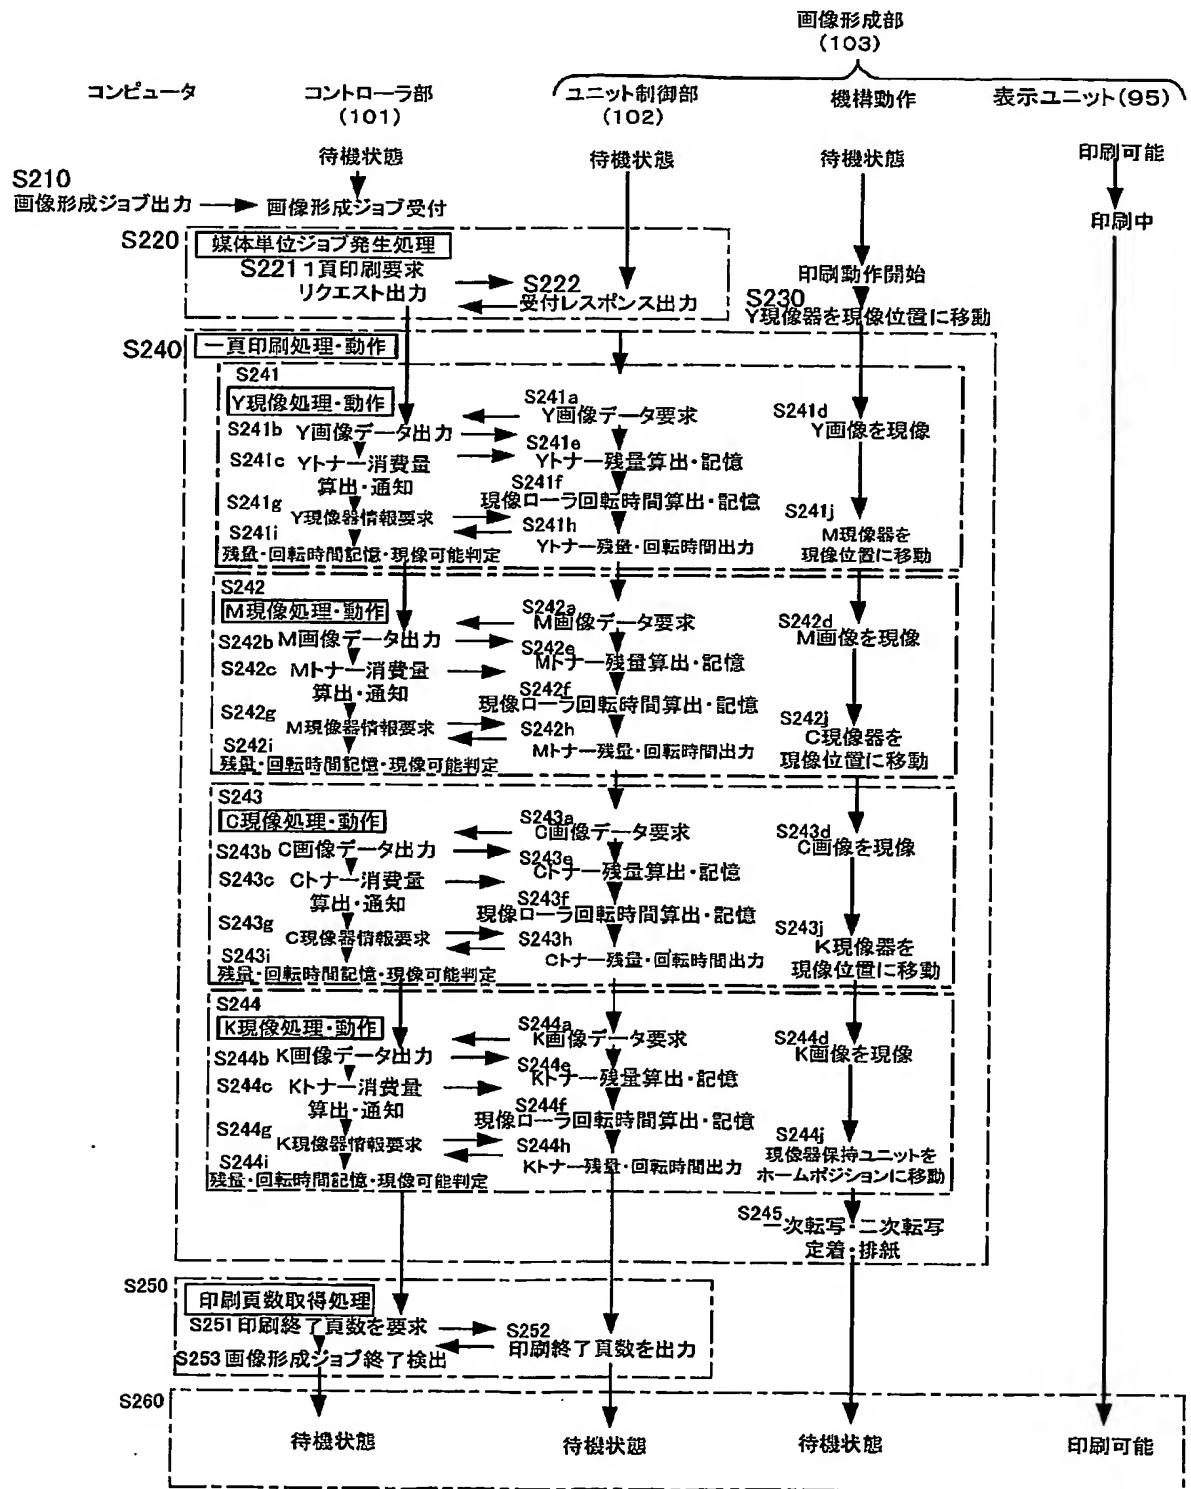 画像形成部
(103)
コンピュータ
コントローラ部
(101)
ユニット制御部
(102)
機構動作
表示ユニット(95)
待機状態
待機状態
待機状態
印刷可能
S210
画像形成ジョブ出力
画像形成ジョブ受付
印刷中
S220
媒体単位ジョブ発生処理
S221 1頁印刷要求
リクエスト出力
S222
受付レスポンス出力
印刷動作開始
S230
Y現像器を現像位置に移動
S240
一頁印刷処理・動作
S241
Y現像処理・動作
S241a
Y画像データ要求
S241b
Y画像データ出力
S241d
Y画像を現像
S241c
Yトナー消費量
算出・通知
S241e
Yトナー残量算出・記憶
S241f
現像ローラ回転時間算出・記憶
S241g
Y現像器情報要求
S241h
Yトナー残量・回転時間出力
S241i
残量・回転時間記憶・現像可能判定
S241j
M現像器を
現像位置に移動
S242
M現像処理・動作
S242a
M画像データ要求
S242b
M画像データ出力
S242d
M画像を現像
S242c
Mトナー消費量
算出・通知
S242e
Mトナー残量算出・記憶
S242f
現像ローラ回転時間算出・記憶
S242g
M現像器情報要求
S242h
Mトナー残量・回転時間出力
S242i
残量・回転時間記憶・現像可能判定
S242j
C現像器を
現像位置に移動
S243
C現像処理・動作
S243a
C画像データ要求
S243b
C画像データ出力
S243d
C画像を現像
S243c
Cトナー消費量
算出・通知
S243e
Cトナー残量算出・記憶
S243f
現像ローラ回転時間算出・記憶
S243g
C現像器情報要求
S243h
Cトナー残量・回転時間出力
S243i
残量・回転時間記憶・現像可能判定
S243j
K現像器を
現像位置に移動
S244
K現像処理・動作
S244a
K画像データ要求
S244b
K画像データ出力
S244d
K画像を現像
S244c
Kトナー消費量
算出・通知
S244e
Kトナー残量算出・記憶
S244f
現像ローラ回転時間算出・記憶
S244g
K現像器情報要求
S244h
Kトナー残量・回転時間出力
S244i
残量・回転時間記憶・現像可能判定
S244j
現像器保持ユニットを
ホームポジションに移動
S245
一次転写・二次転写
定着・排紙
S250
印刷頁数取得処理
S251 印刷終了頁数を要求
S252
印刷終了頁数を出力
S253 画像形成ジョブ終了検出
S260
待機状態
待機状態
待機状態
印刷可能